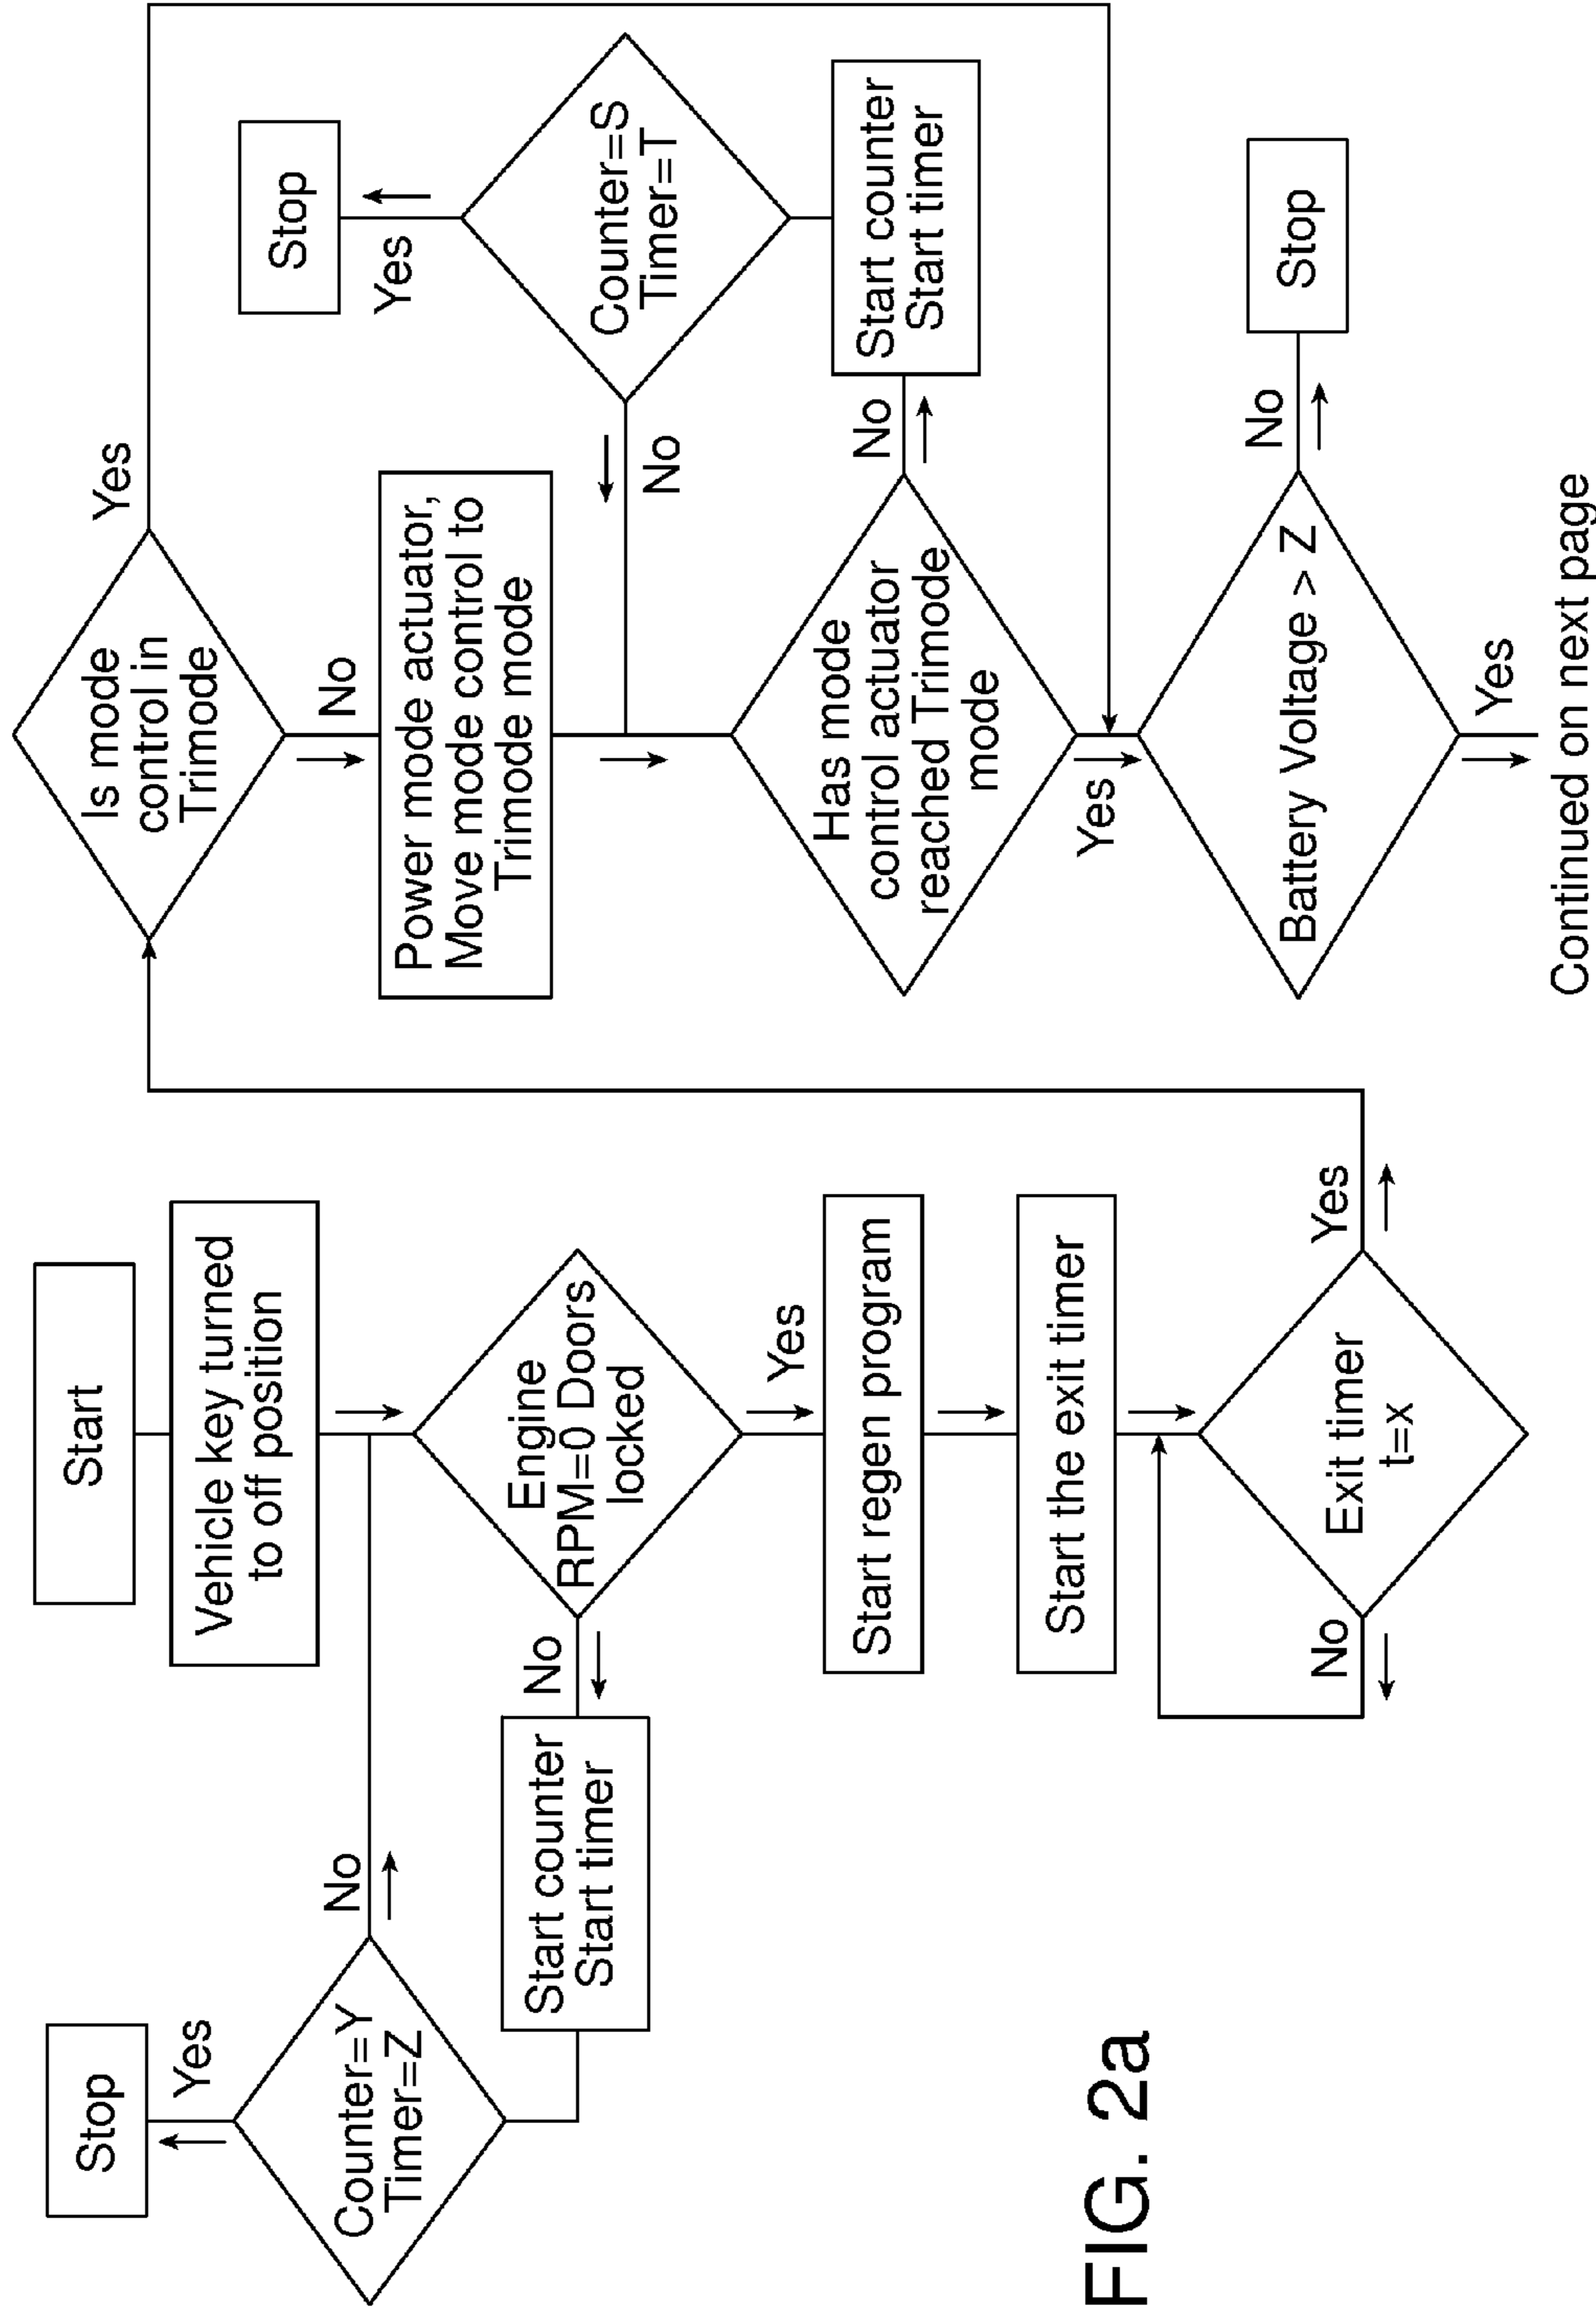 Start
Vehicle key turned
to off position
Engine
RPM=0 Doors
locked
No
Start counter
Start timer
Counter=Y
Timer=Z
Yes
Stop
No
Yes
Start regen program
Start the exit timer
Exit timer
t=x
No
Yes
Is mode
control in
Trimode
Yes
No
Power mode actuator,
Move mode control to
Trimode mode
Has mode
control actuator
reached Trimode
mode
No
Start counter
Start timer
Counter=S
Timer=T
Yes
Stop
No
Yes
Battery Voltage > Z
No
Stop
Yes
Continued on next page
FIG. 2a